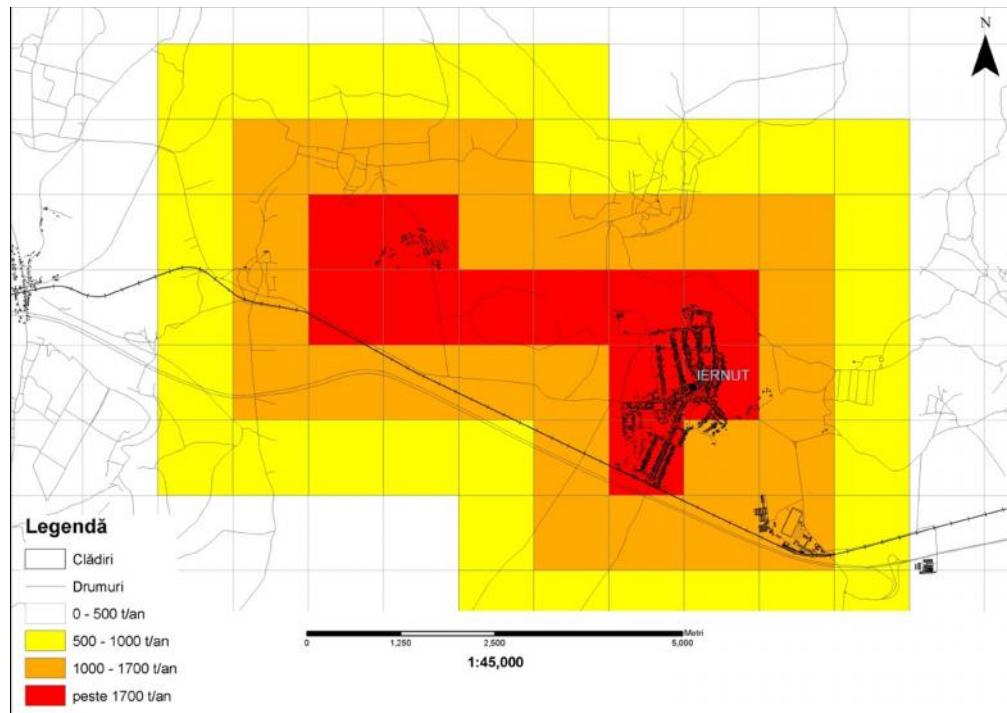 N
IERNUT
Legendă
Clădiri
Drumuri
0 - 500 t/an
500 - 1000 t/an
1000 - 1700 t/an
peste 1700 t/an
Metri
0 1,250 2,500 5,000
1:45,000